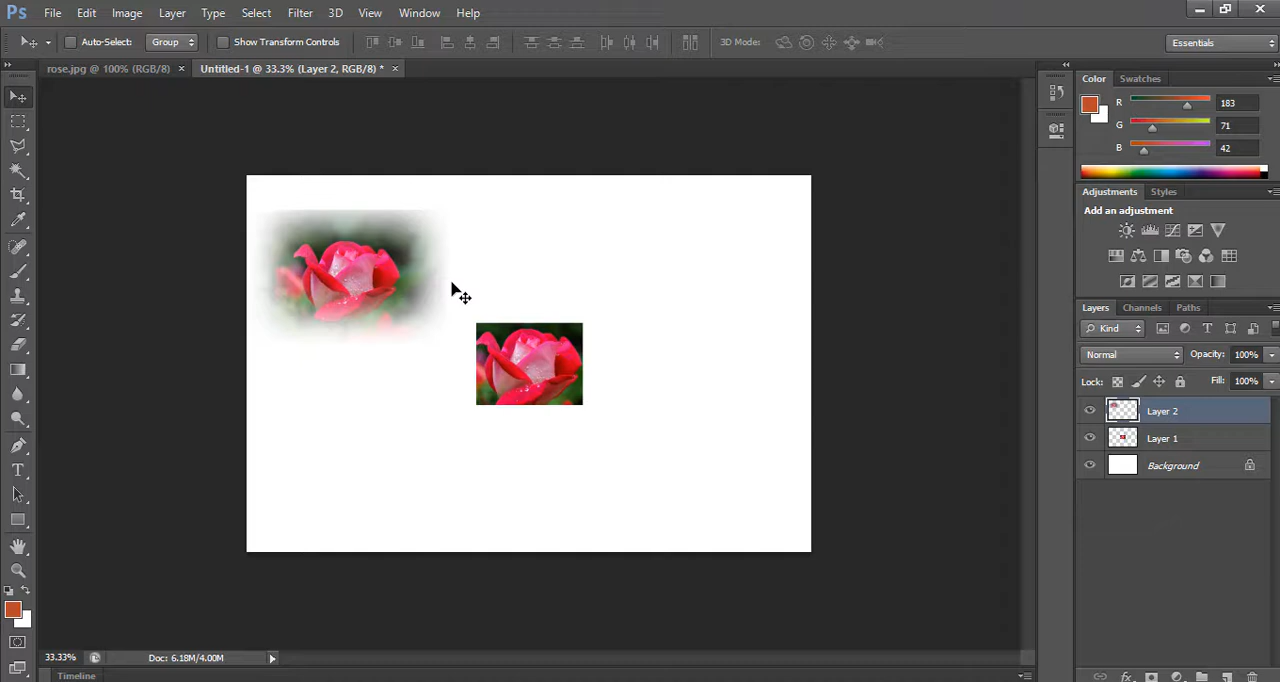 Ps File Edit Image Layer Type Select Filter 3D View Window Help
Auto-Select: Group Show Transform Controls 3D Mode: Essentials
rose.jpg @ 100% (RGB/8) × Untitled-1 @ 33.3% (Layer 2, RGB/8) * ×
Color Swatches
R 183
G 71
B 42
Adjustments Styles
Add an adjustment
Layers Channels Paths
Kind
Normal Opacity: 100%
Lock: Fill: 100%
Layer 2
Layer 1
Background
33.33% Doc: 6.18M/4.00M
Timeline